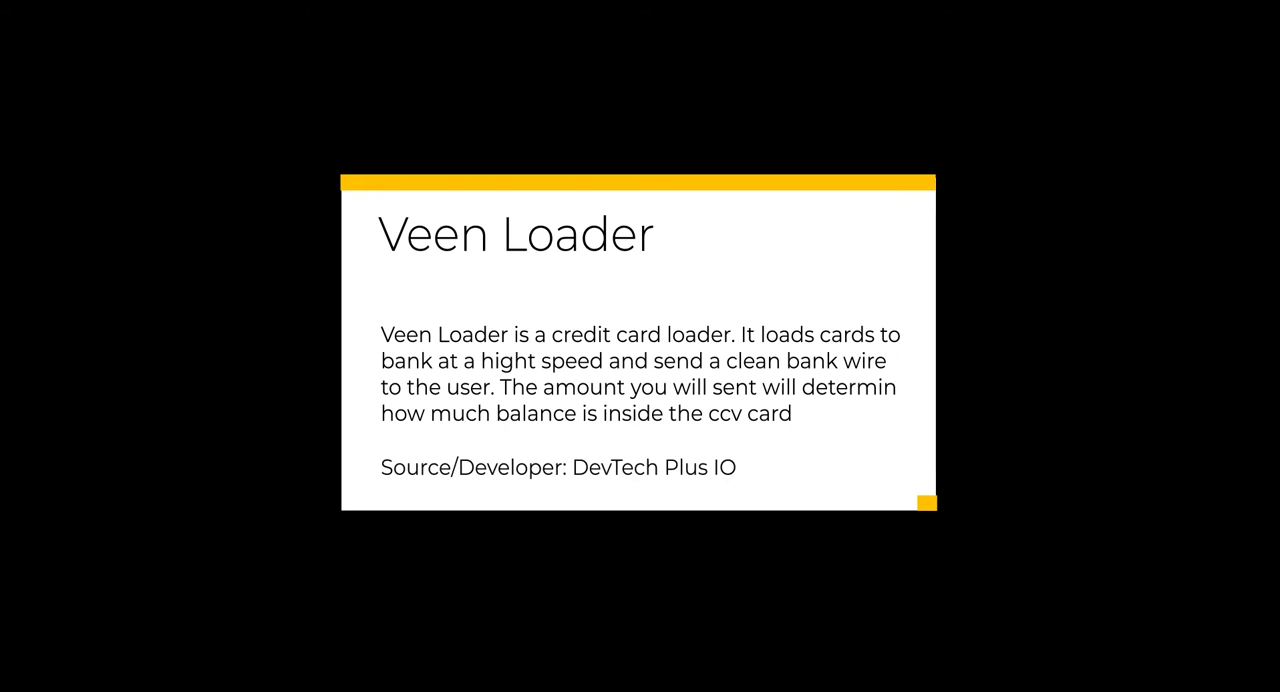 Veen Loader
Veen Loader is a credit card loader. It loads cards to
bank at a hight speed and send a clean bank wire
to the user. The amount you will sent will determin
how much balance is inside the ccv card
Source/Developer: DevTech Plus IO